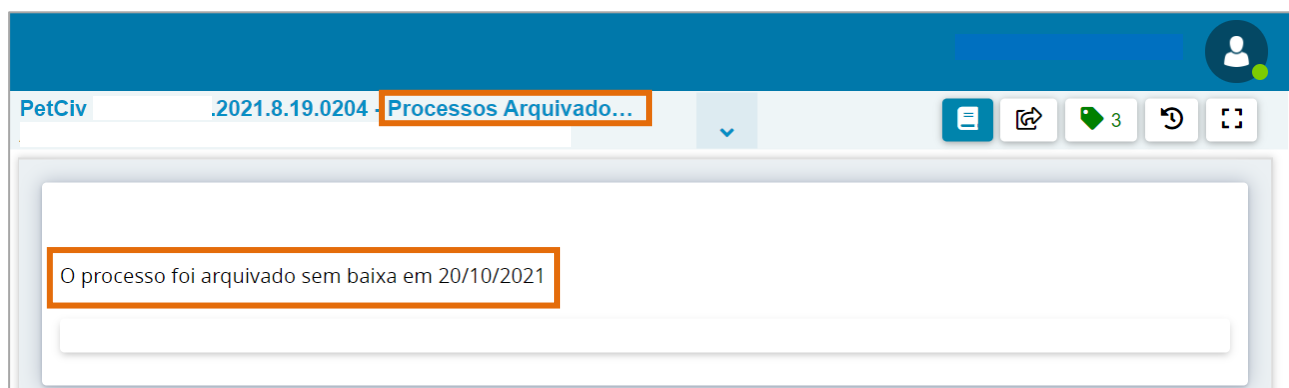 PetCiv .2021.8.19.0204 - Processos Arquivado...
3
O processo foi arquivado sem baixa em 20/10/2021